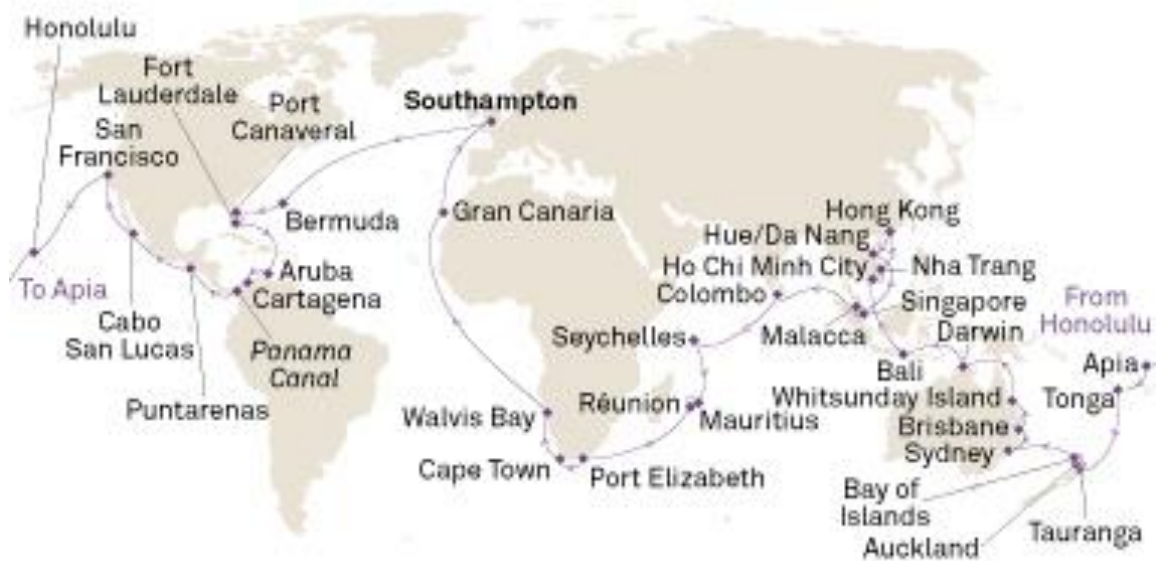 Honolulu
Fort
Lauderdale
Port
Canaveral
San
Francisco
Southampton
Bermuda
Gran Canaria
Hong Kong
Hue/Da Nang
Ho Chi Minh City
Nha Trang
Colombo
Singapore
Malacca
Darwin
From
Honolulu
To Apia
Aruba
Cartagena
Cabo
San Lucas
Panama
Canal
Puntarenas
Seychelles
Bali
Apia
Réunion
Mauritius
Whitsunday Island
Tonga
Walvis Bay
Brisbane
Sydney
Cape Town
Port Elizabeth
Bay of
Islands
Auckland
Tauranga